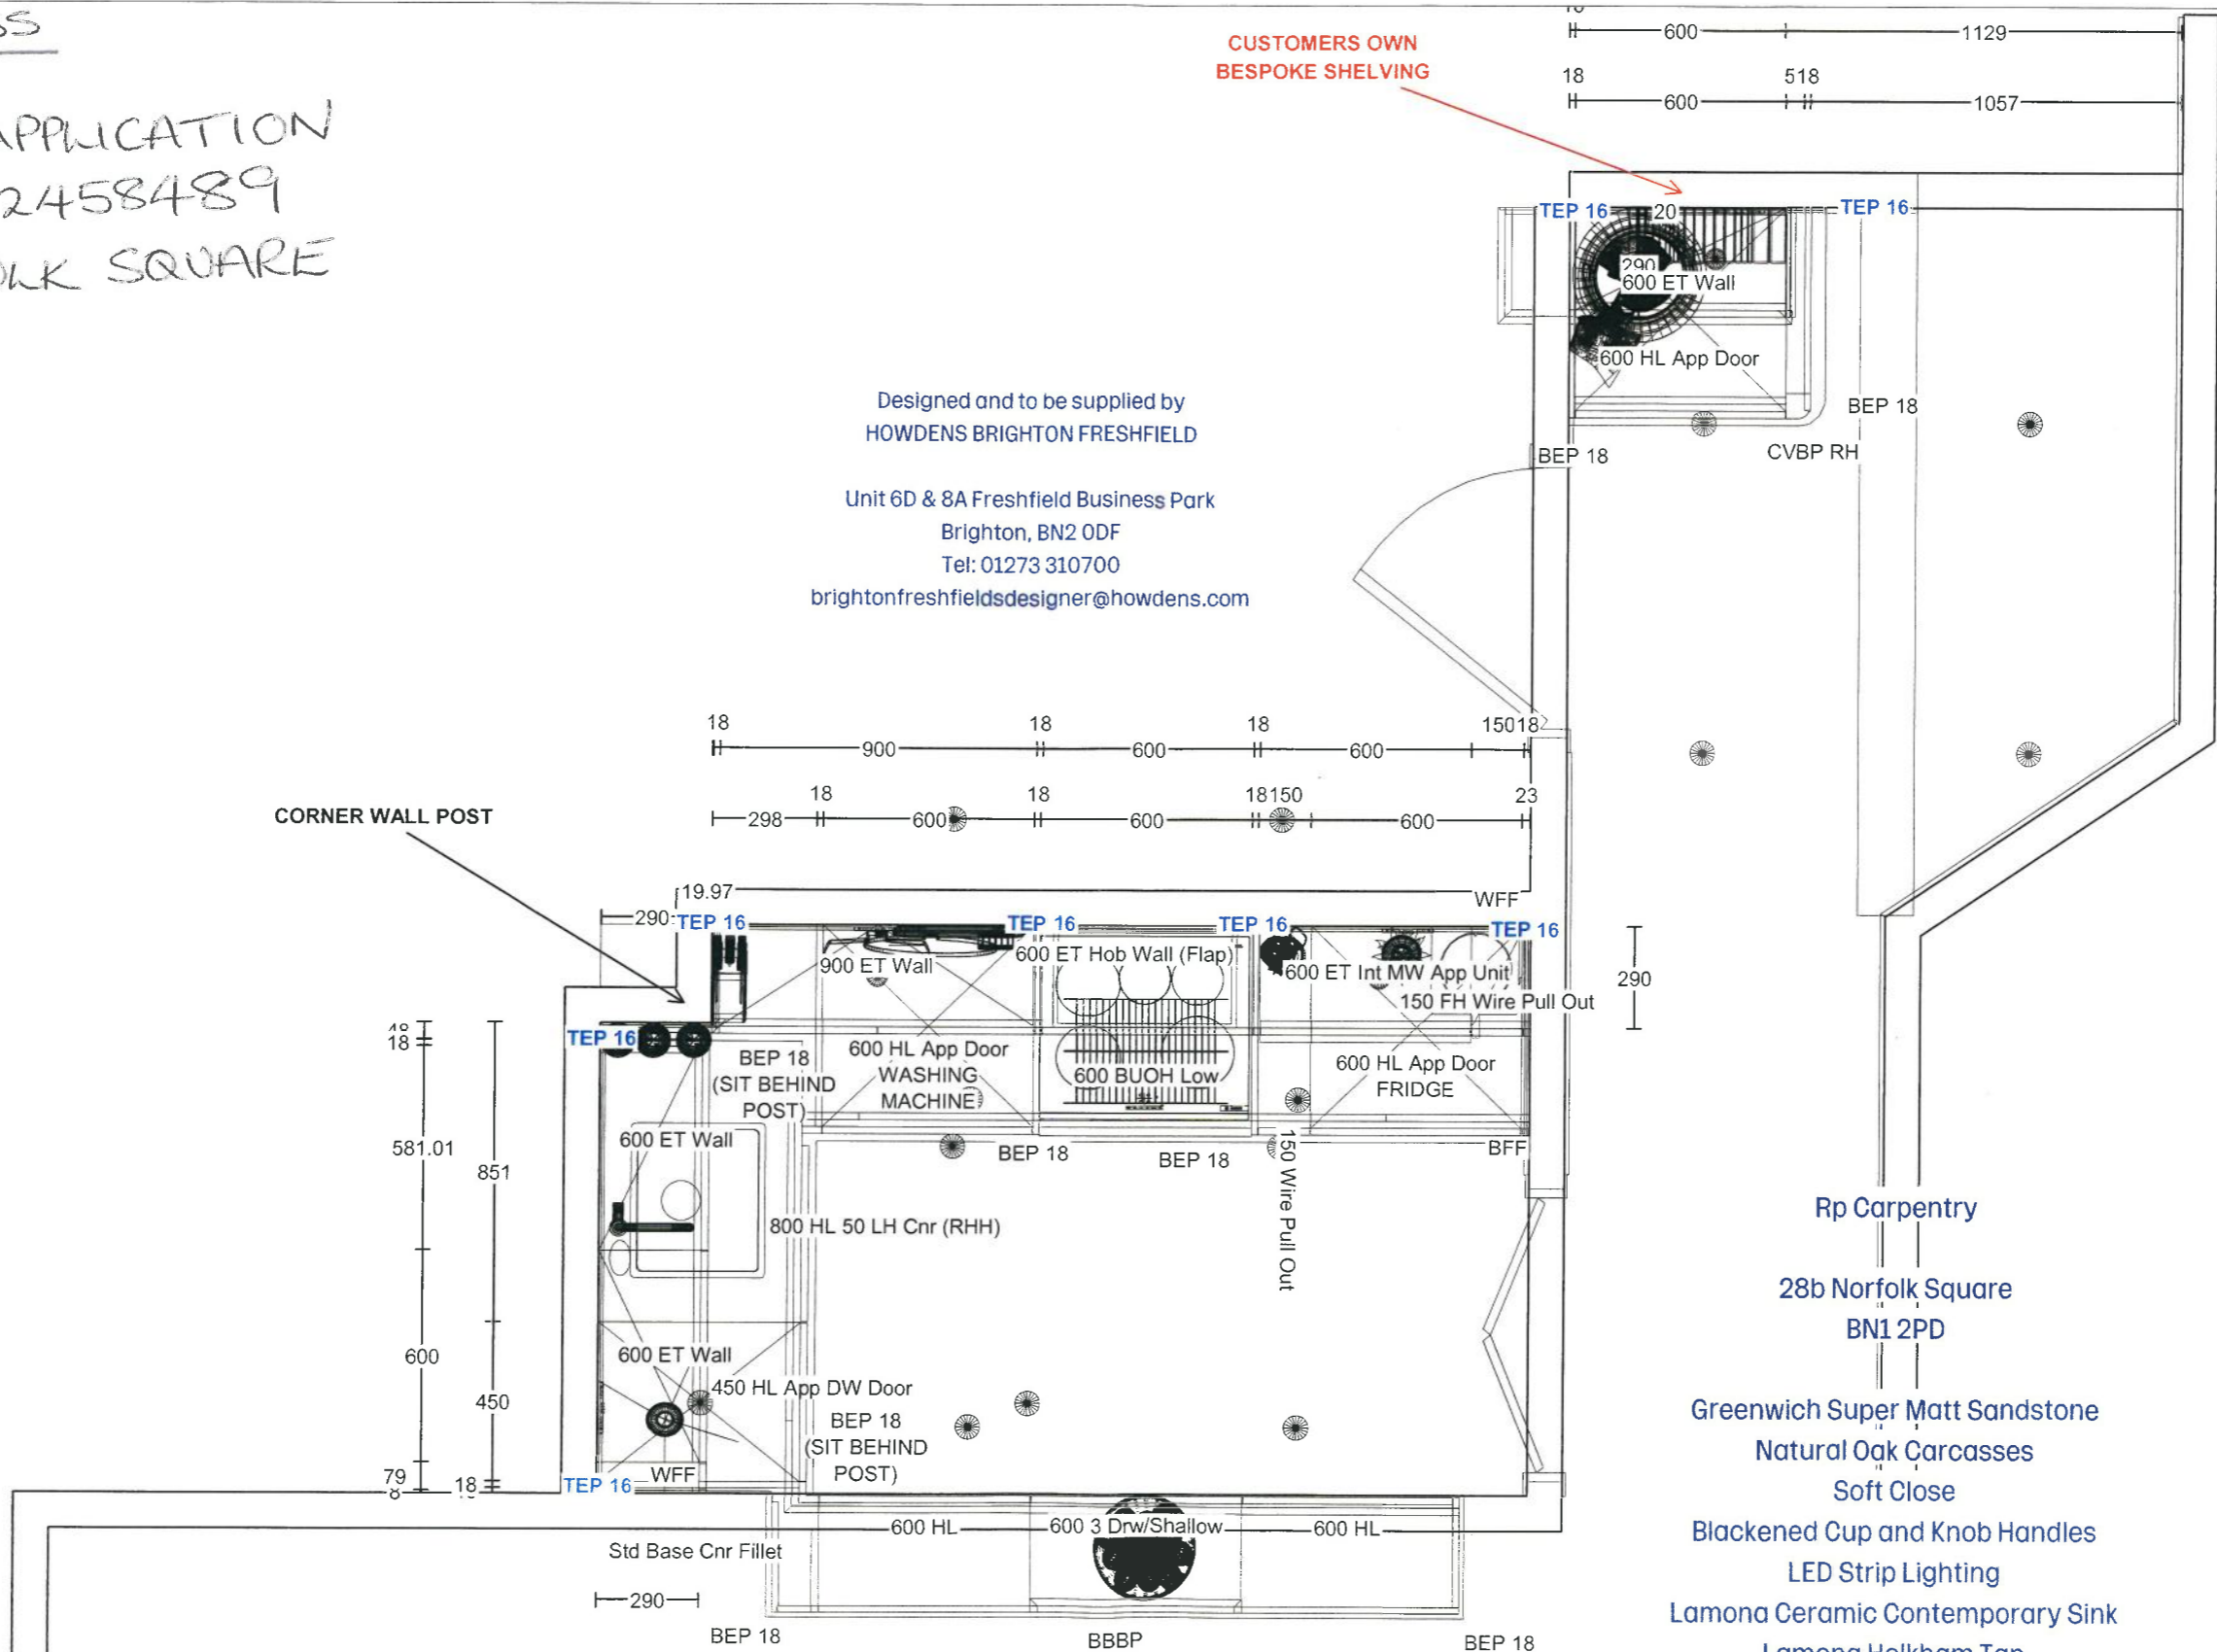 APPLICATION
2458489
SQUARE
CUSTOMERS OWN
BESPOKE SHELVING
600 1129
18 518
600 1057
TEP 16 20 TEP 16
290
600 ET Wall
600 HL App Door
BEP 18
CVBP RH
BEP 18
Designed and to be supplied by
HOWDENS BRIGHTON FRESHFIELD
Unit 6D & 8A Freshfield Business Park
Brighton, BN2 0DF
Tel: 01273 310700
brightonfreshfieldsdesigner@howdens.com
18 18 18 15018
900 600 600
18 18 18150 23
298 600 600 600
CORNER WALL POST
19.97 WFF
290 TEP 16 TEP 16 TEP 16 TEP 16
900 ET Wall
600 ET Hob Wall (Flap)
600 ET Int MW App Unit
150 FH Wire Pull Out
290
18
TEP 16
BEP 18
(SIT BEHIND
POST)
600 HL App Door
WASHING
MACHINE
600 BUOH Low
600 HL App Door
FRIDGE
600 ET Wall
581.01
851
BEP 18
BEP 18
BFF
150 Wire Pull Out
800 HL 50 LH Cnr (RHH)
600 ET Wall
600
450
450 HL App DW Door
BEP 18
(SIT BEHIND
POST)
79
8
18
TEP 16 WFF
600 HL 600 3 Drw/Shallow 600 HL
Std Base Cnr Fillet
290
BEP 18 BBBP BEP 18
Rp Carpentry
28b Norfolk Square
BN1 2PD
Greenwich Super Matt Sandstone
Natural Oak Carcasses
Soft Close
Blackened Cup and Knob Handles
LED Strip Lighting
Lamona Ceramic Contemporary Sink
Lamona Holkham Tap